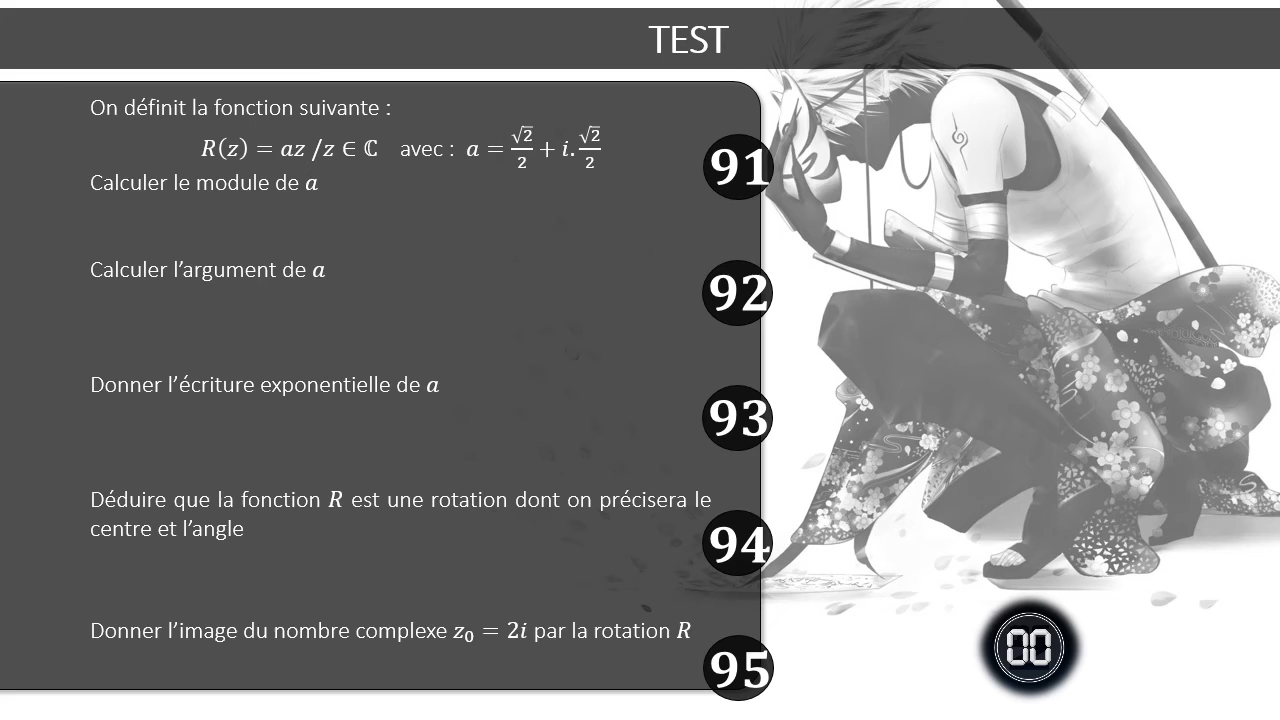 TEST
On définit la fonction suivante :
R(z) = az /z ∈ ℂ avec : a = √2/2 + i.√2/2
91
Calculer le module de a
Calculer l’argument de a
92
Donner l’écriture exponentielle de a
93
Déduire que la fonction R est une rotation dont on précisera le
centre et l’angle
94
Donner l’image du nombre complexe z₀ = 2i par la rotation R
95
00